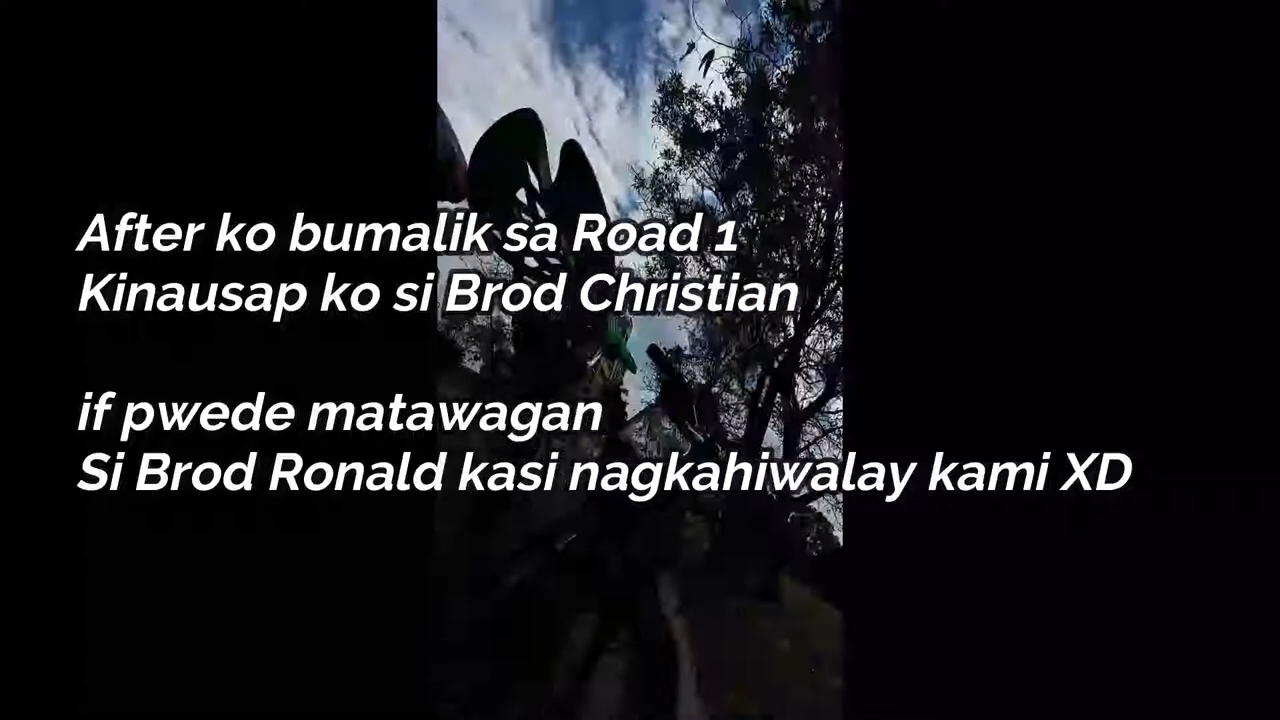 After ko bumalik sa Road 1
Kinausap ko si Brod Christian
if pwede matawagan
Si Brod Ronald kasi nagkahiwalay kami XD